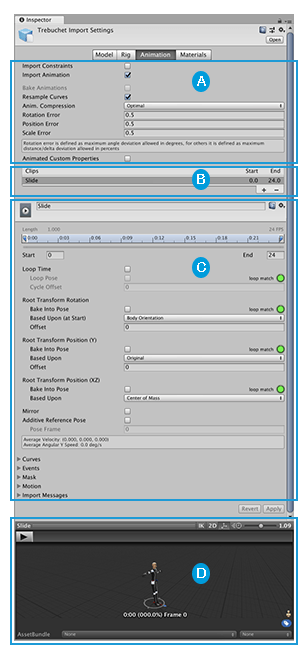 Inspector
Trebuchet Import Settings
Open
Model Rig Animation Materials
Import Constraints
Import Animation
A
Bake Animations
Resample Curves
Anim. Compression Optimal
Rotation Error 0.5
Position Error 0.5
Scale Error 0.5
Rotation error is defined as maximum angle deviation allowed in degrees, for others it is defined as maximum
distance/delta deviation allowed in percents
Animated Custom Properties
Clips Start End
B
Slide 0.0 24.0
+ −
Slide
Length 1.000 24 FPS
0:00 0:03 0:06 0:09 0:12 0:15 0:18 0:21
Start 0 End 24
C
Loop Time
Loop Pose loop match
Cycle Offset 0
Root Transform Rotation
Bake Into Pose loop match
Based Upon (at Start) Body Orientation
Offset 0
Root Transform Position (Y)
Bake Into Pose loop match
Based Upon Original
Offset 0
Root Transform Position (XZ)
Bake Into Pose loop match
Based Upon Center of Mass
Mirror
Additive Reference Pose
Pose Frame 0
Average Velocity: (0.000, 0.000, 0.000)
Average Angular Y Speed: 0.0 deg/s
Curves
Events
Mask
Motion
Import Messages
Revert Apply
Slide IK 2D 1.09
D
0:00 (000.0%) Frame 0
AssetBundle None None